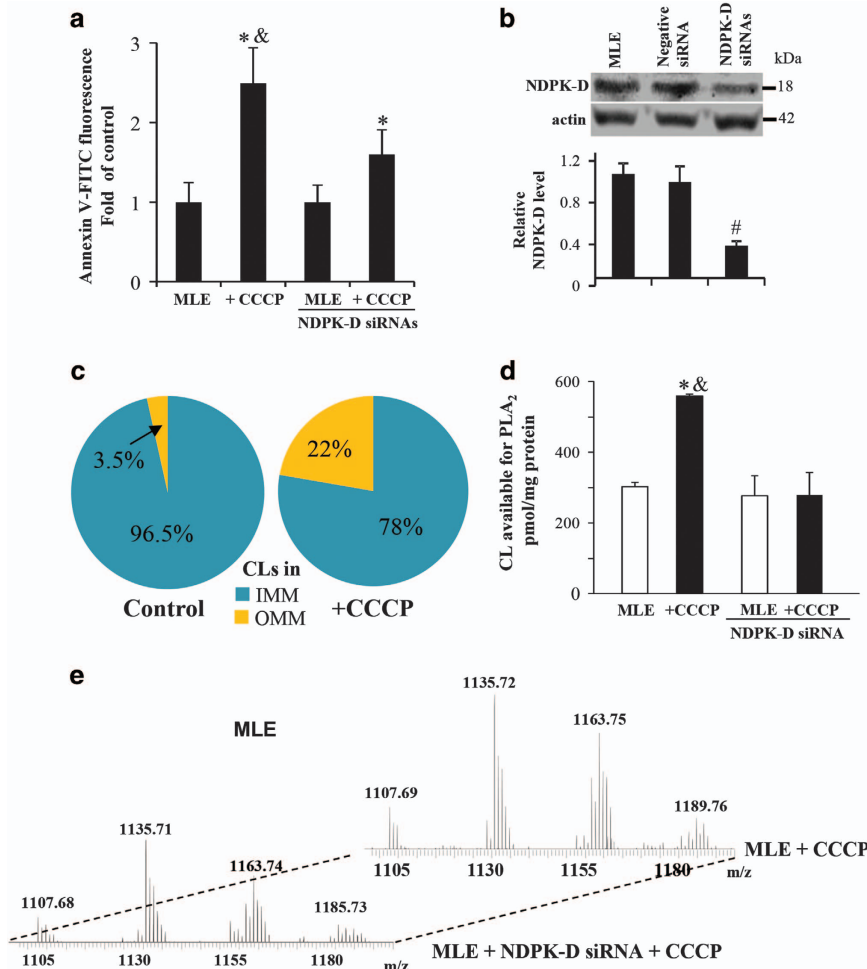 a
Annexin V-FITC fluorescence
Fold of control
3
2
1
0
* &
*
MLE + CCCP MLE + CCCP
NDPK-D siRNAs
b
MLE
Negative
siRNA
NDPK-D
siRNAs
kDa
NDPK-D
18
actin
42
Relative
NDPK-D level
1.2
0.8
0.4
0.00
#
c
3.5%
96.5%
Control
22%
78%
+CCCP
CLs in
IMM
OMM
d
CL available for PLA2
pmol/mg protein
600
300
200
0
* &
MLE +CCCP MLE +CCCP
NDPK-D siRNA
e
MLE
1107.69
1135.72
1163.75
1189.76
1105 1130 1155 1180 m/z
MLE + CCCP
1107.68
1135.71
1163.74
1185.73
1105 1130 1155 1180 m/z
MLE + NDPK-D siRNA + CCCP